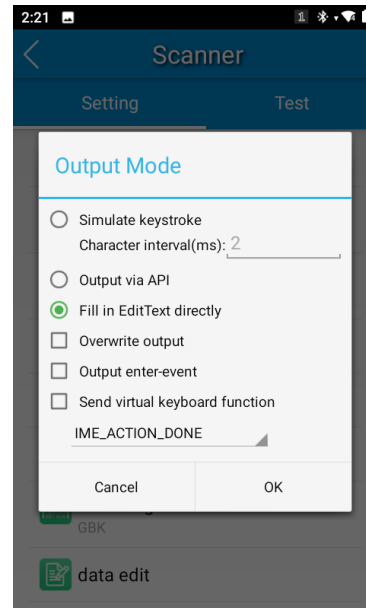 2:21
Scanner
Setting Test
Output Mode
Simulate keystroke
Character interval(ms): 2
Output via API
Fill in EditText directly
Overwrite output
Output enter-event
Send virtual keyboard function
IME_ACTION_DONE
Cancel OK
GBK
data edit